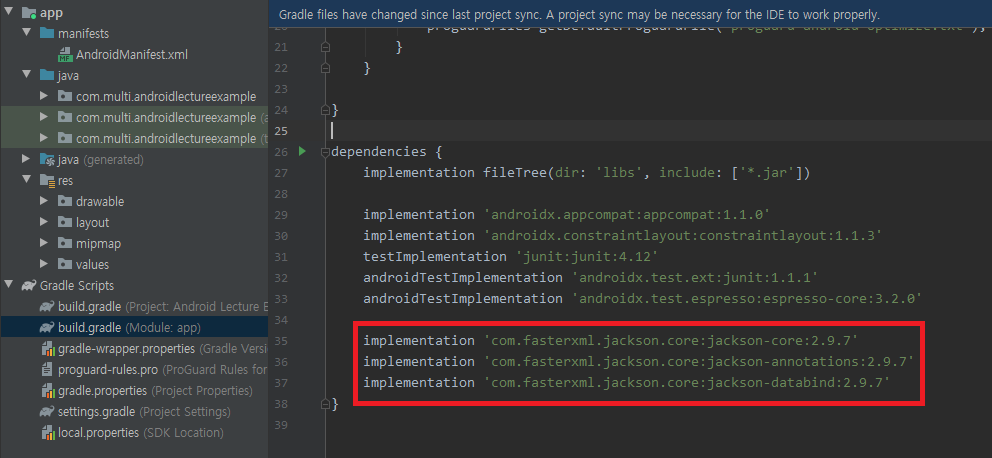 app
manifests
AndroidManifest.xml
java
com.multi.androidlectureexample
com.multi.androidlectureexample (a
com.multi.androidlectureexample (t
java (generated)
res
drawable
layout
mipmap
values
Gradle Scripts
build.gradle (Project: Android Lecture E
build.gradle (Module: app)
gradle-wrapper.properties (Gradle Versio
proguard-rules.pro (ProGuard Rules for
gradle.properties (Project Properties)
settings.gradle (Project Settings)
local.properties (SDK Location)
Gradle files have changed since last project sync. A project sync may be necessary for the IDE to work properly.
20 proguardFiles getDefaultProguardFile('proguard-android-optimize.txt'),
21 }
22 }
23
24 }
25
26 dependencies {
27 implementation fileTree(dir: 'libs', include: ['*.jar'])
28
29 implementation 'androidx.appcompat:appcompat:1.1.0'
30 implementation 'androidx.constraintlayout:constraintlayout:1.1.3'
31 testImplementation 'junit:junit:4.12'
32 androidTestImplementation 'androidx.test.ext:junit:1.1.1'
33 androidTestImplementation 'androidx.test.espresso:espresso-core:3.2.0'
34
35 implementation 'com.fasterxml.jackson.core:jackson-core:2.9.7'
36 implementation 'com.fasterxml.jackson.core:jackson-annotations:2.9.7'
37 implementation 'com.fasterxml.jackson.core:jackson-databind:2.9.7'
38 }
39